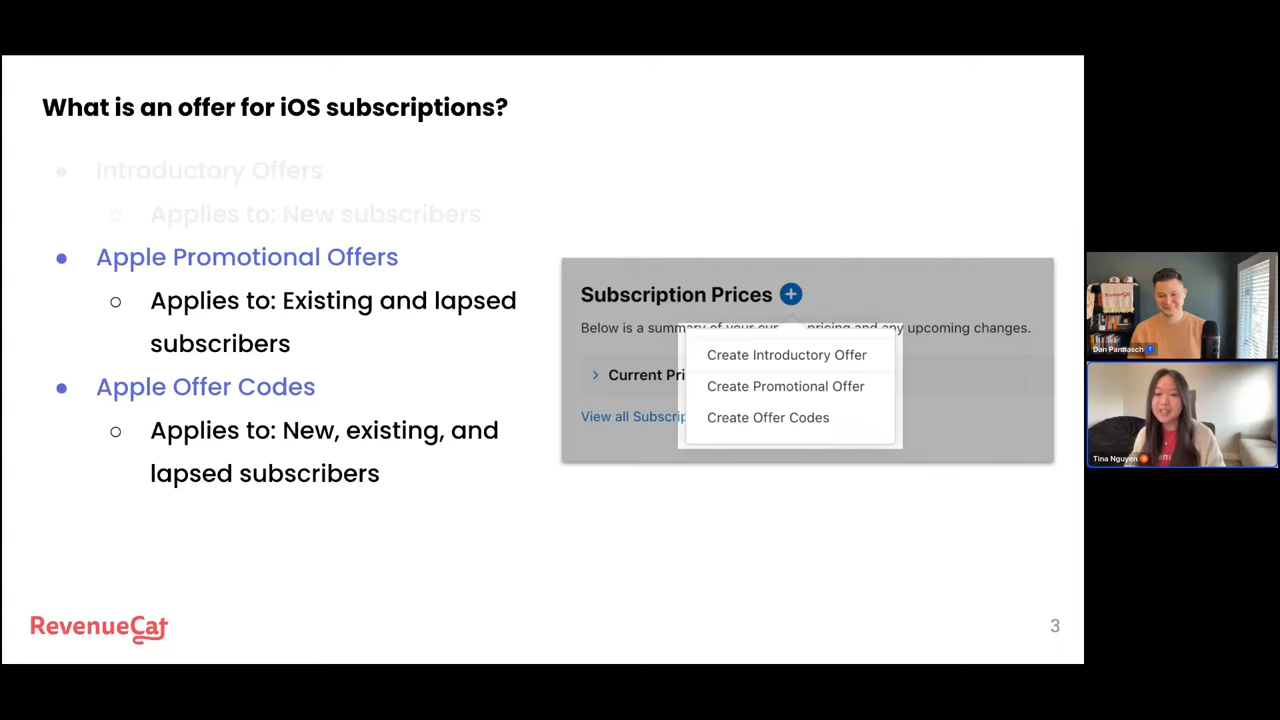 What is an offer for iOS subscriptions?
Introductory Offers
Applies to: New subscribers
Apple Promotional Offers
Applies to: Existing and lapsed
subscribers
Apple Offer Codes
Applies to: New, existing, and
lapsed subscribers
Subscription Prices
Below is a summary of your pricing and any upcoming changes.
Current Pri
View all Subscrip
Create Introductory Offer
Create Promotional Offer
Create Offer Codes
RevenueCat
3
Dan Pannasch
Tina Nguyen